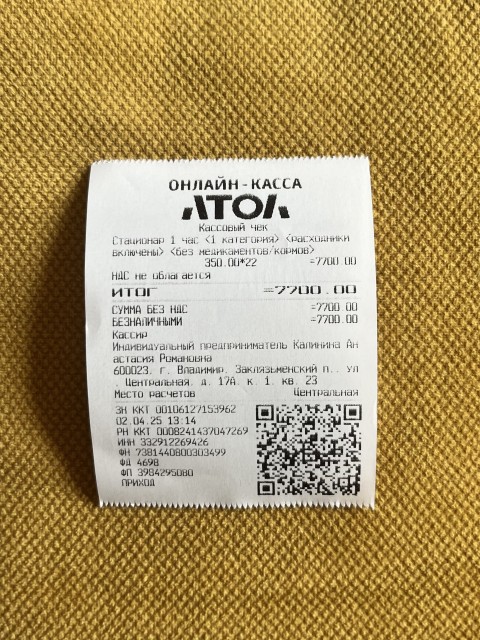 ОНЛАЙН-КАССА
АТОЛ
Кассовый чек
Стационар 1 час <1 категория> <расходники
включены> <без медикаментов/кормов>
350.00*22 =7700.00
НДС не облагается
ИТОГ =7700.00
СУММА БЕЗ НДС =7700.00
БЕЗНАЛИЧНЫМИ =7700.00
Кассир
Индивидуальный предприниматель Калинина Ан
астасия Романовна
600023, г. Владимир, Заклязьменский п., ул
. Центральная, д. 17А, к. 1, кв. 23
Место расчетов Центральная
ЗН ККТ 00106127153962
02.04.25 13:14
РН ККТ 0008241437047269
ИНН 332912269426
ФН 7381440800303499
ФД 4698
ФП 3984295080
ПРИХОД